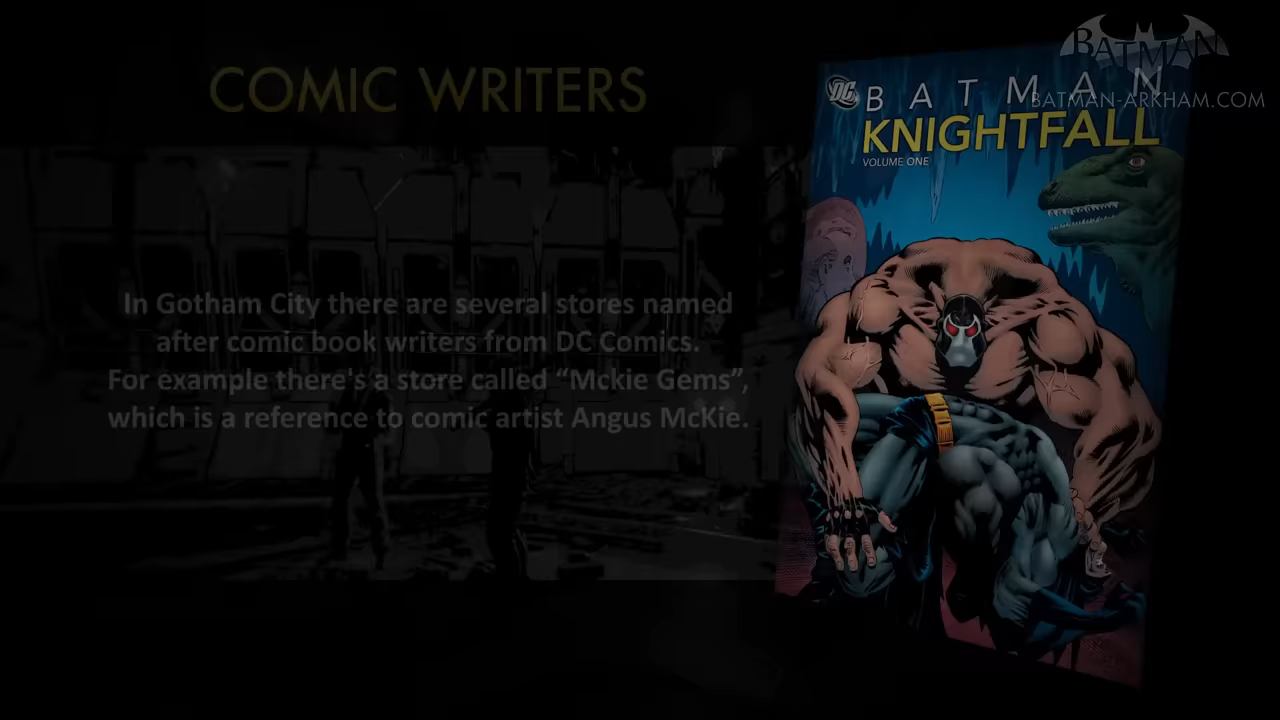 COMIC WRITERS
In Gotham City there are several stores named
after comic book writers from DC Comics.
For example there's a store called “Mckie Gems”,
which is a reference to comic artist Angus McKie.
DC
BATMAN
KNIGHTFALL
VOLUME ONE
BATMAN
BATMAN-ARKHAM.COM